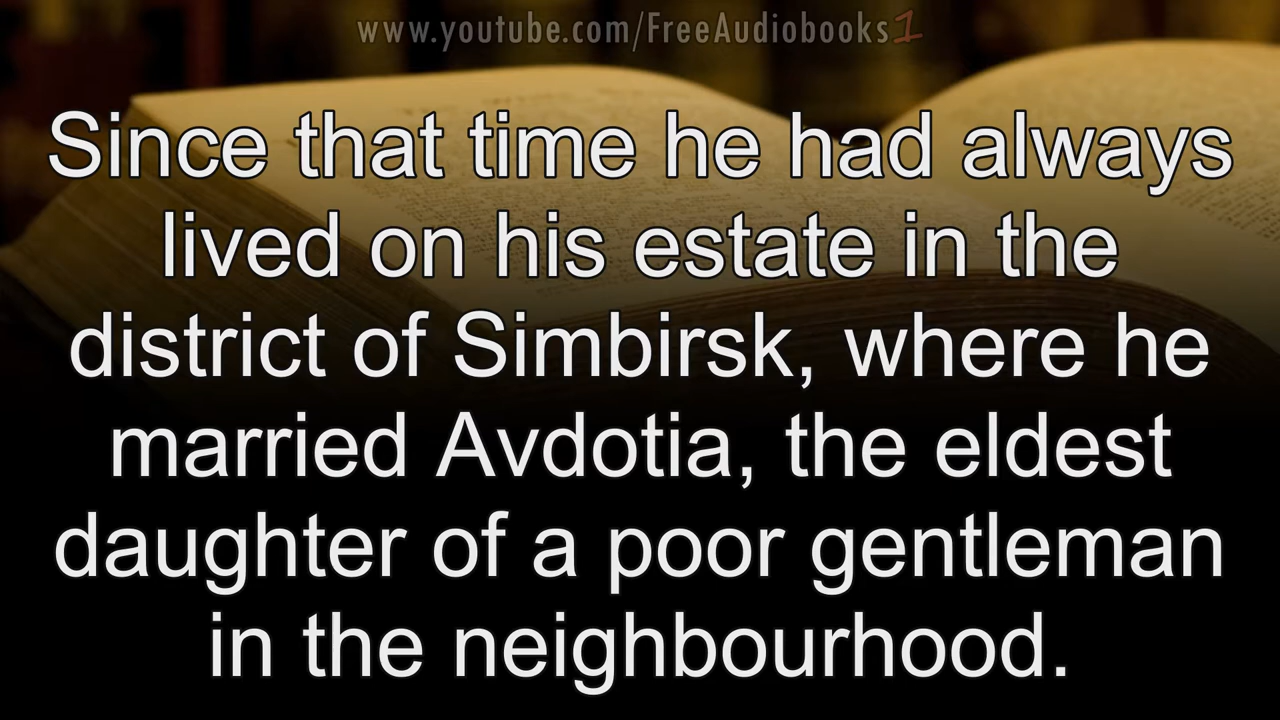 www.youtube.com/FreeAudiobooks1
Since that time he had always
lived on his estate in the
district of Simbirsk, where he
married Avdotia, the eldest
daughter of a poor gentleman
in the neighbourhood.